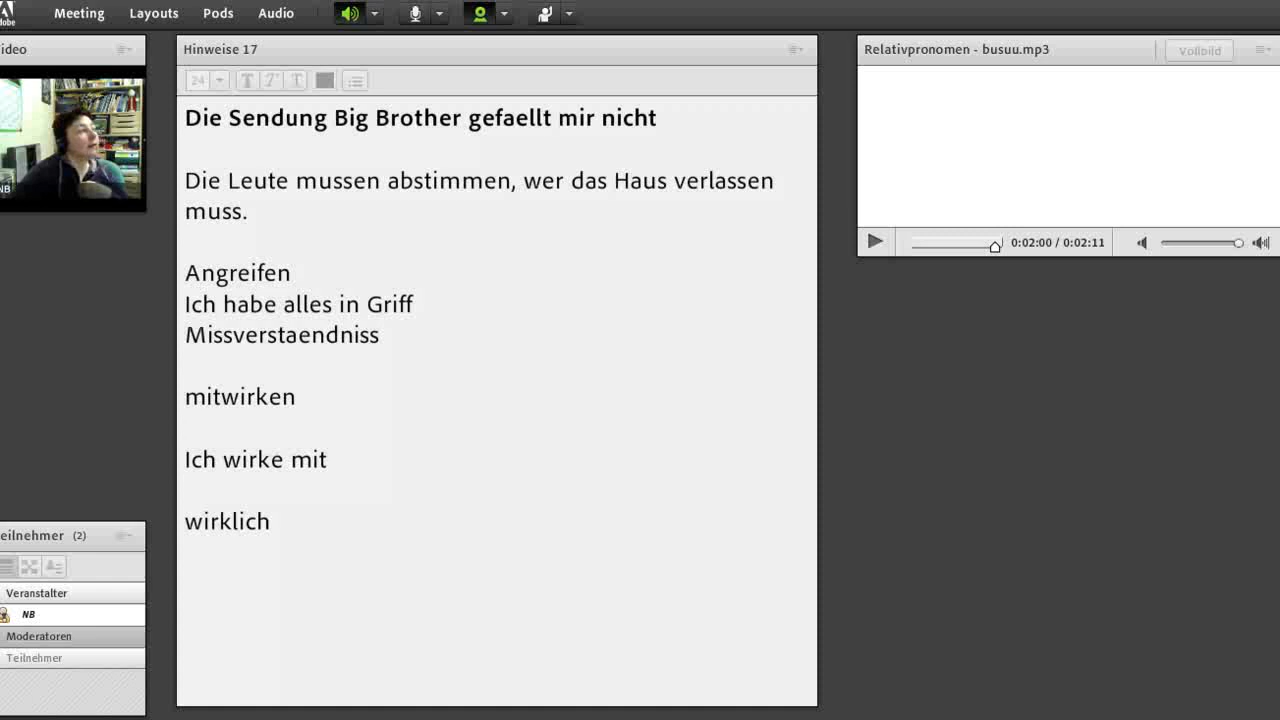 Meeting Layouts Pods Audio
ideo
NB
Hinweise 17
24
Die Sendung Big Brother gefaellt mir nicht
Die Leute mussen abstimmen, wer das Haus verlassen
muss.
Angreifen
Ich habe alles in Griff
Missverstaendniss
mitwirken
Ich wirke mit
wirklich
Relativpronomen - busuu.mp3
Vollbild
0:02:00 / 0:02:11
eilnehmer (2)
Veranstalter
NB
Moderatoren
Teilnehmer